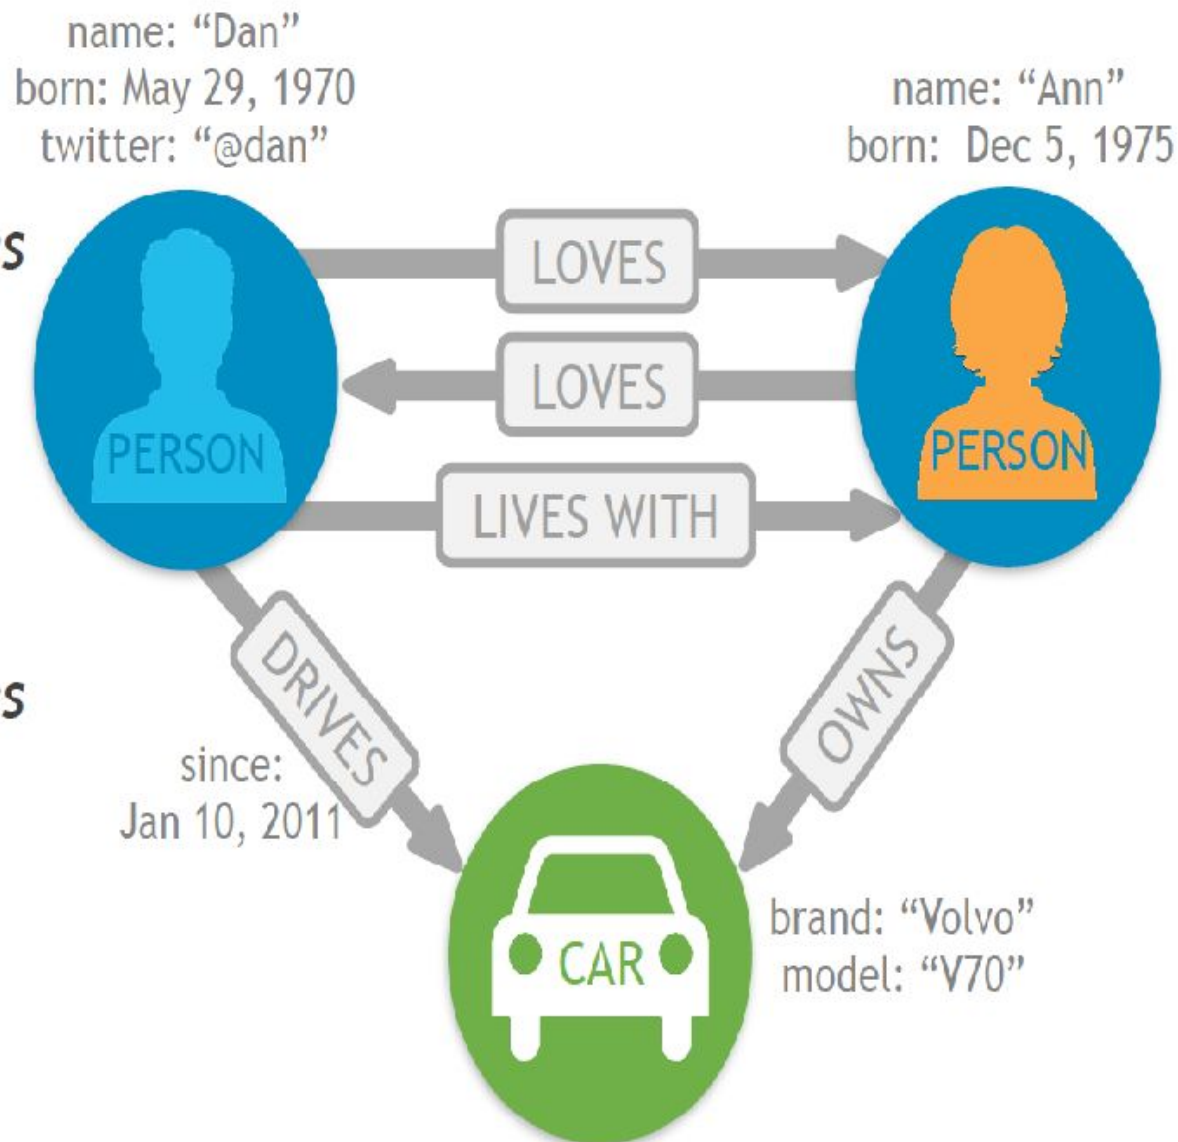 name: “Dan”
born: May 29, 1970
twitter: “@dan”
name: “Ann”
born: Dec 5, 1975
LOVES
LOVES
PERSON
PERSON
LIVES WITH
DRIVES
OWNS
since:
Jan 10, 2011
brand: “Volvo”
model: “V70”
CAR